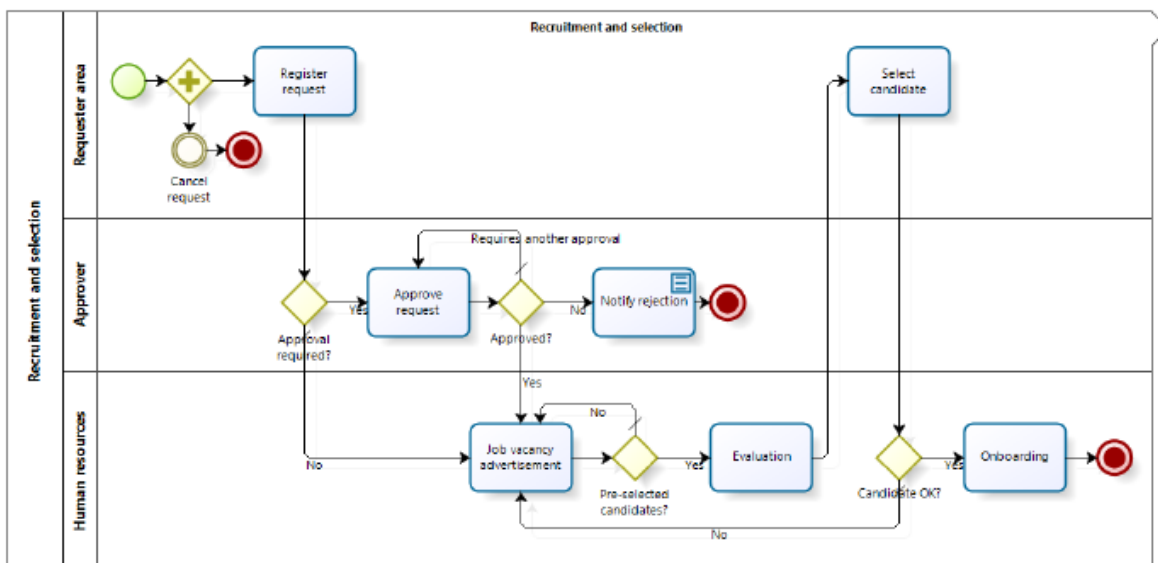 Recruitment and selection
Recruitment and selection
Requester area
Register
request
Select
candidate
Cancel
request
Approver
Requires another approval
Approve
request
Notify rejection
Yes
No
Approval
required?
Approved?
Yes
Human resources
No
Job vacancy
advertisement
Evaluation
Onboarding
No
Yes
Yes
Pre-selected
candidates?
Candidate OK?
No